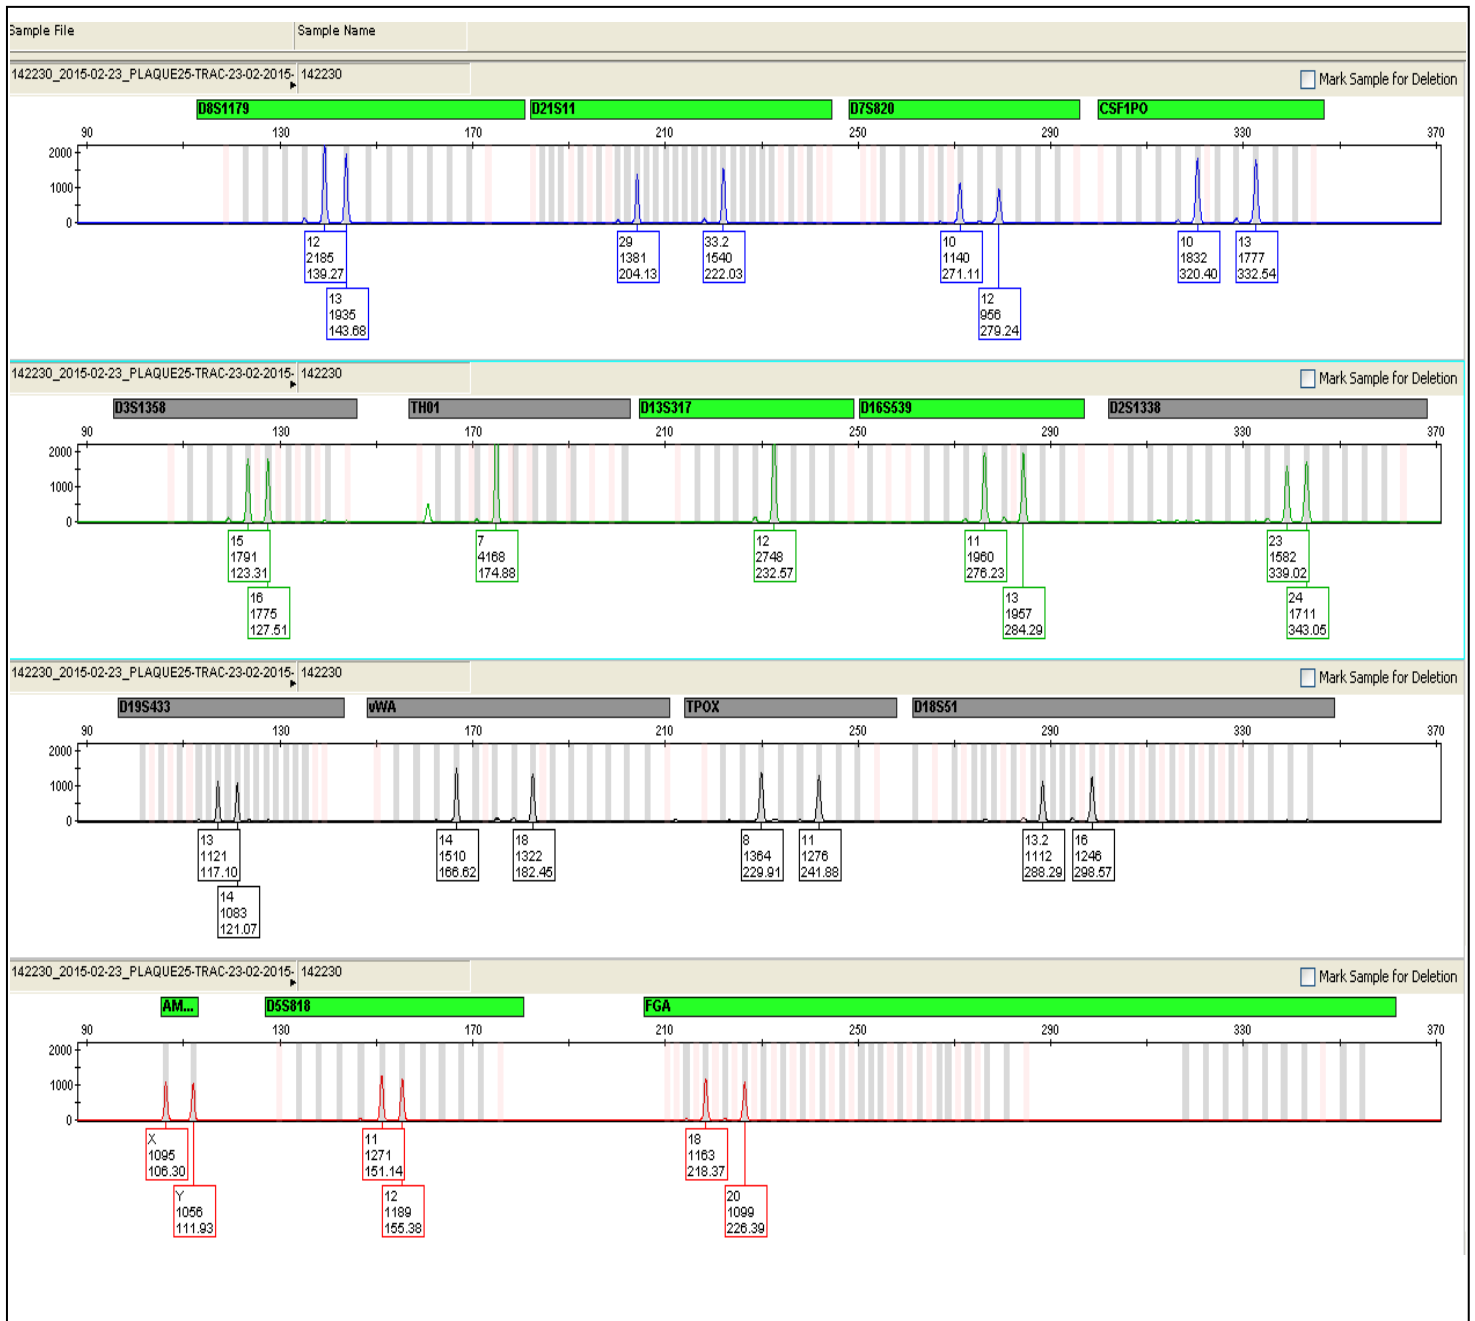 Sample File Sample Name
142230_2015-02-23_PLAQUE25-TRAC-23-02-2015- 142230 Mark Sample for Deletion
D8S1179 D21S11 D7S820 CSF1PO
90 130 170 210 250 290 330 370
2000
1000
0
12 29 33.2 10 10 13
2185 1381 1540 1140 1832 1777
139.27 204.13 222.03 271.11 320.40 332.54
13 12
1935 956
143.68 279.24
142230_2015-02-23_PLAQUE25-TRAC-23-02-2015- 142230 Mark Sample for Deletion
D3S1358 TH01 D13S317 D16S539 D2S1338
90 130 170 210 250 290 330 370
2000
1000
0
15 7 12 11 23
1791 4168 2748 1960 1582
123.31 174.88 232.57 276.23 339.02
16 13 24
1775 1957 1711
127.51 284.29 343.05
142230_2015-02-23_PLAQUE25-TRAC-23-02-2015- 142230 Mark Sample for Deletion
D19S433 vWA TPOX D18S51
90 130 170 210 250 290 330 370
2000
1000
0
13 14 18 8 11 13.2 16
1121 1510 1322 1364 1276 1112 1246
117.10 166.62 182.45 229.91 241.88 288.29 298.57
14
1083
121.07
142230_2015-02-23_PLAQUE25-TRAC-23-02-2015- 142230 Mark Sample for Deletion
AM... D5S818 FGA
90 130 170 210 250 290 330 370
2000
1000
0
X 11 18
1095 1271 1163
106.30 151.14 218.37
Y 12 20
1056 1189 1099
111.93 155.38 226.39